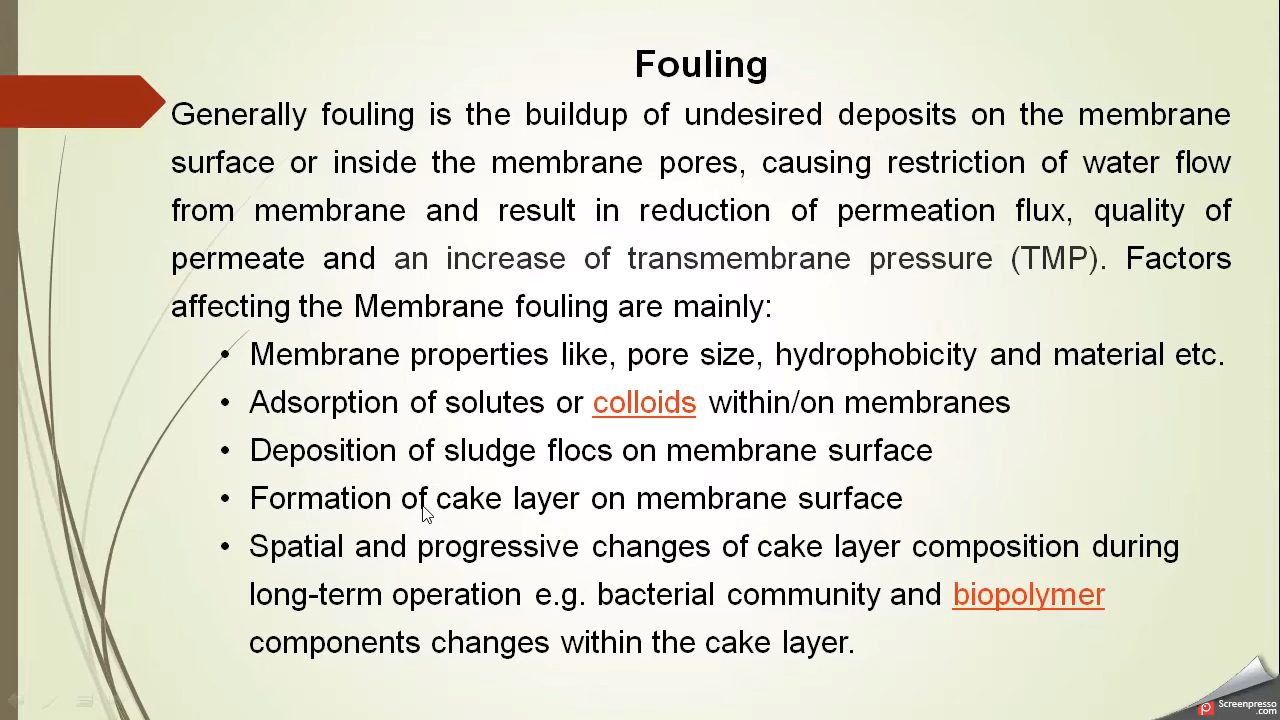 Fouling
Generally fouling is the buildup of undesired deposits on the membrane
surface or inside the membrane pores, causing restriction of water flow
from membrane and result in reduction of permeation flux, quality of
permeate and an increase of transmembrane pressure (TMP). Factors
affecting the Membrane fouling are mainly:
• Membrane properties like, pore size, hydrophobicity and material etc.
• Adsorption of solutes or colloids within/on membranes
• Deposition of sludge flocs on membrane surface
• Formation of cake layer on membrane surface
• Spatial and progressive changes of cake layer composition during
long-term operation e.g. bacterial community and biopolymer
components changes within the cake layer.
Screenpresso
.com